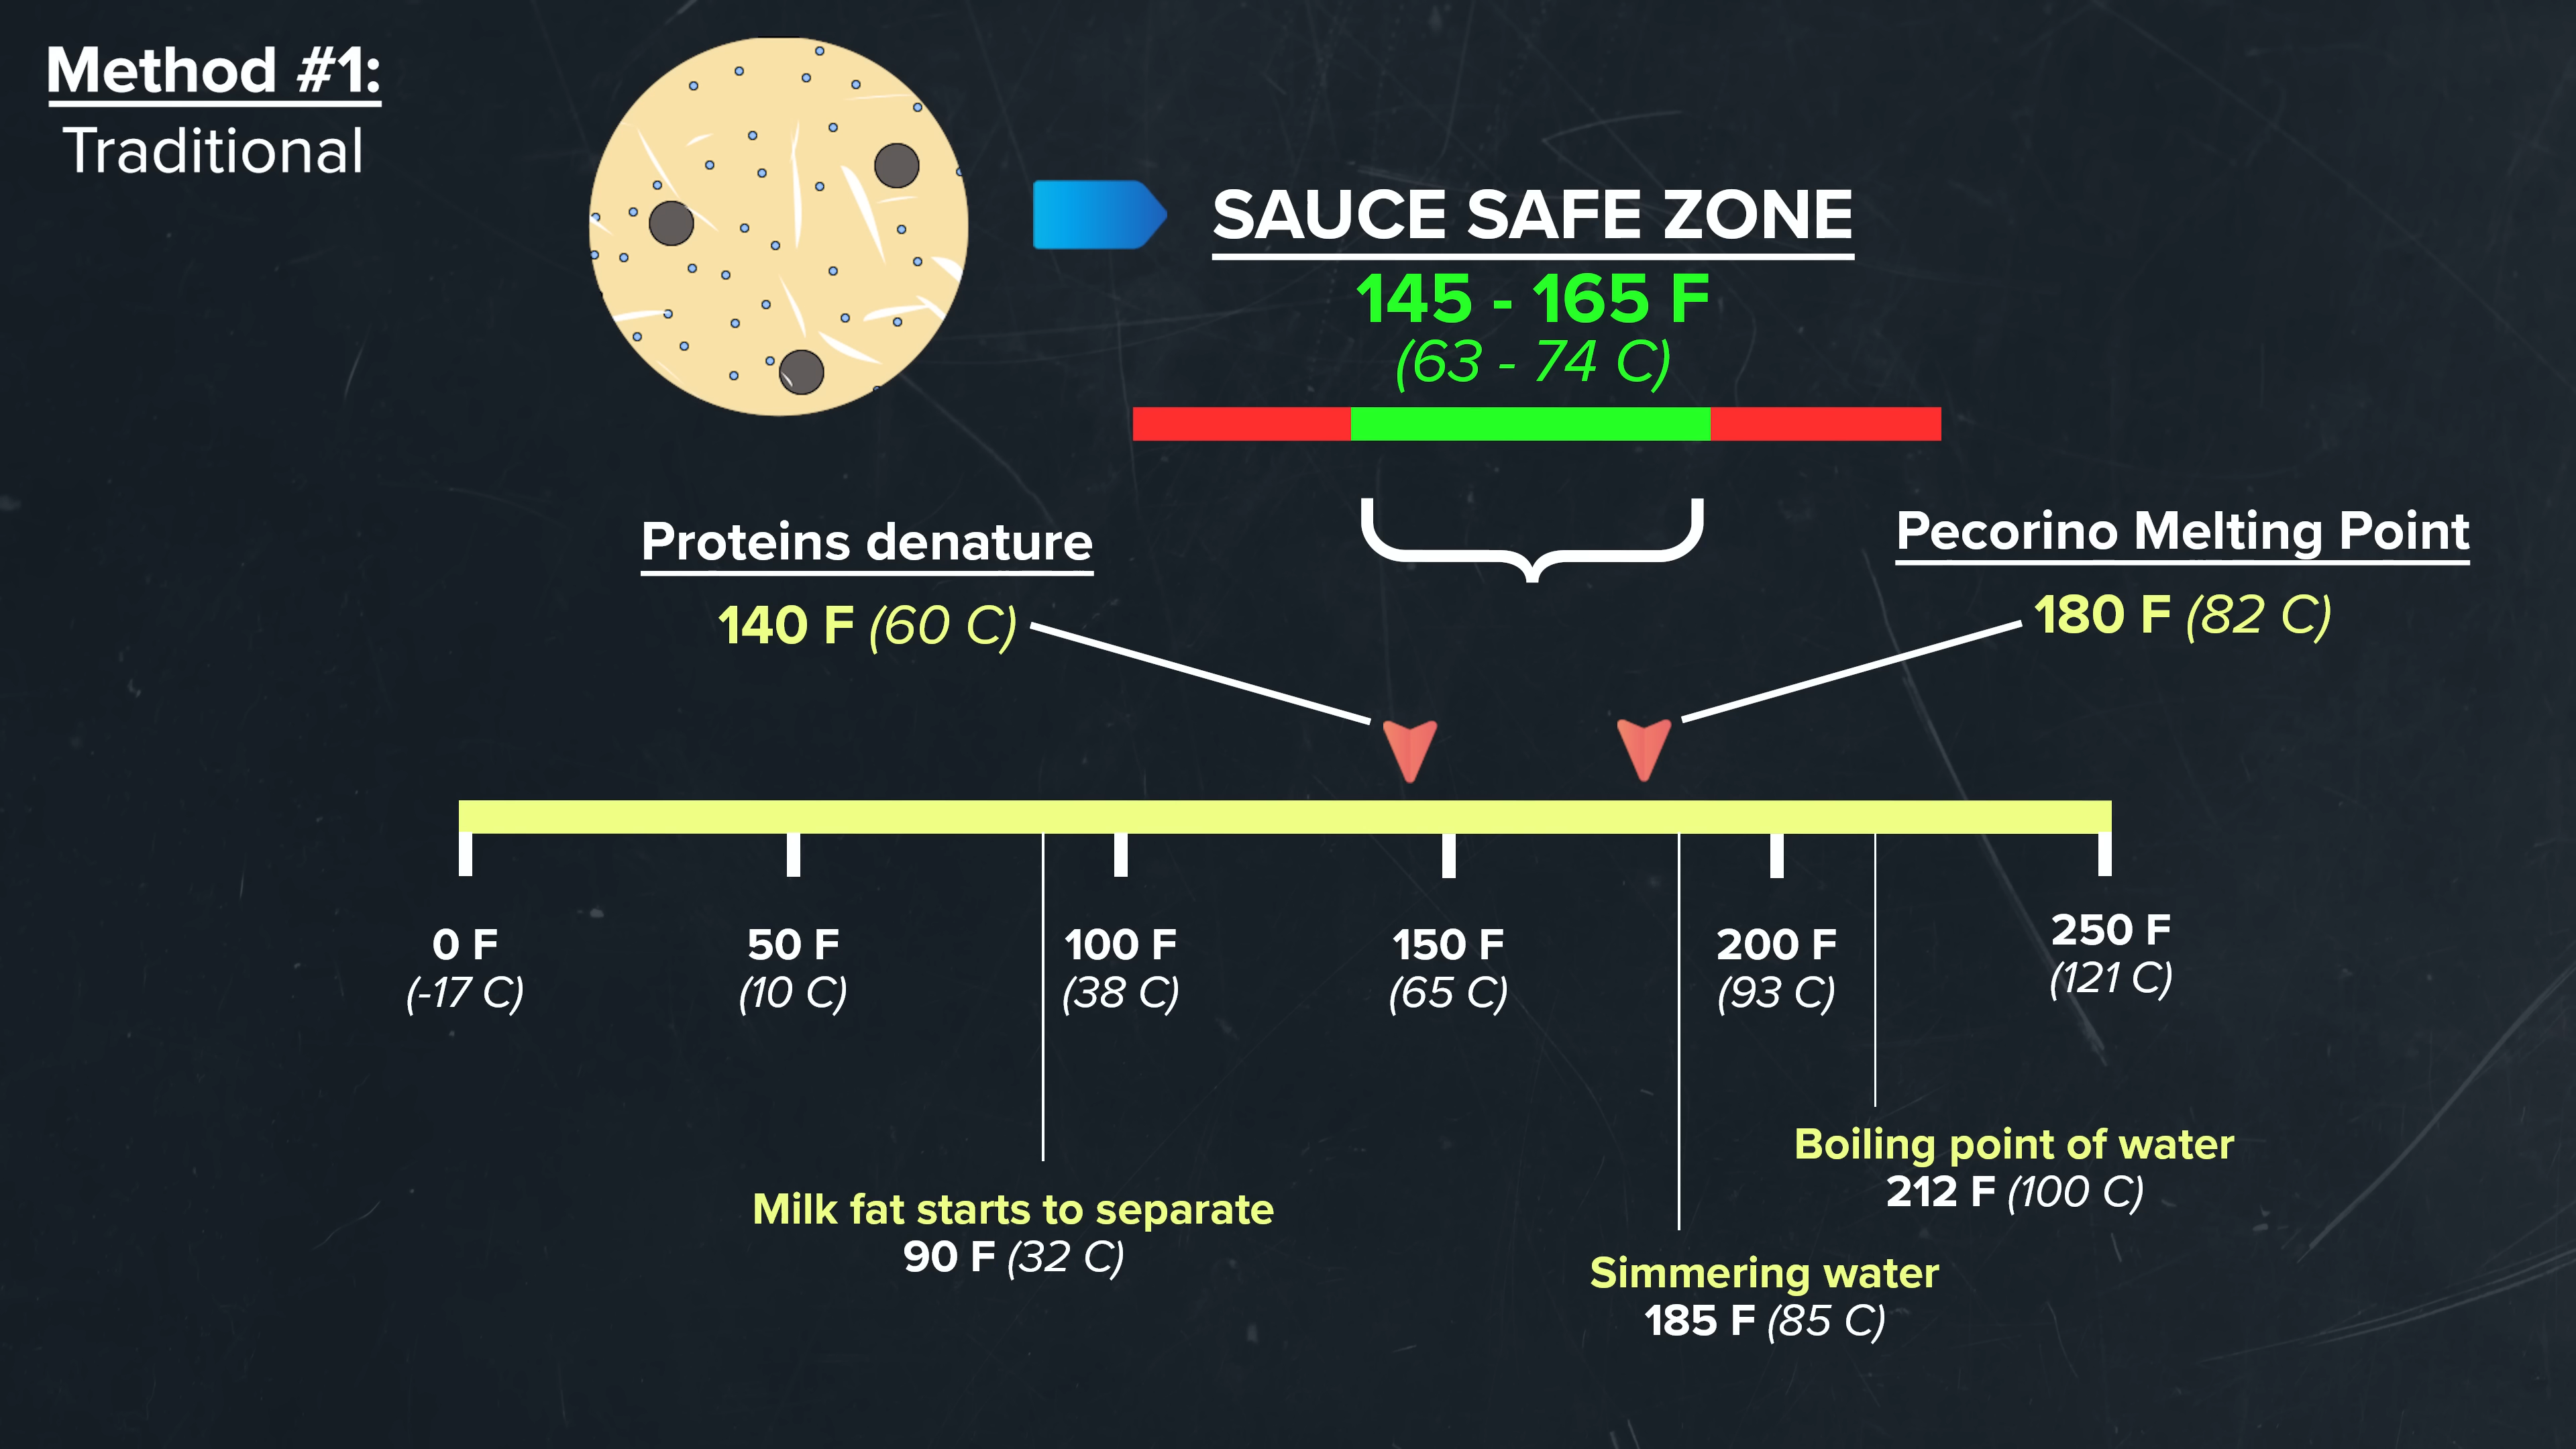 Method #1:
Traditional
SAUCE SAFE ZONE
145 - 165 F
(63 - 74 C)
Proteins denature
140 F (60 C)
Pecorino Melting Point
180 F (82 C)
0 F
(-17 C)
50 F
(10 C)
100 F
(38 C)
150 F
(65 C)
200 F
(93 C)
250 F
(121 C)
Milk fat starts to separate
90 F (32 C)
Boiling point of water
212 F (100 C)
Simmering water
185 F (85 C)